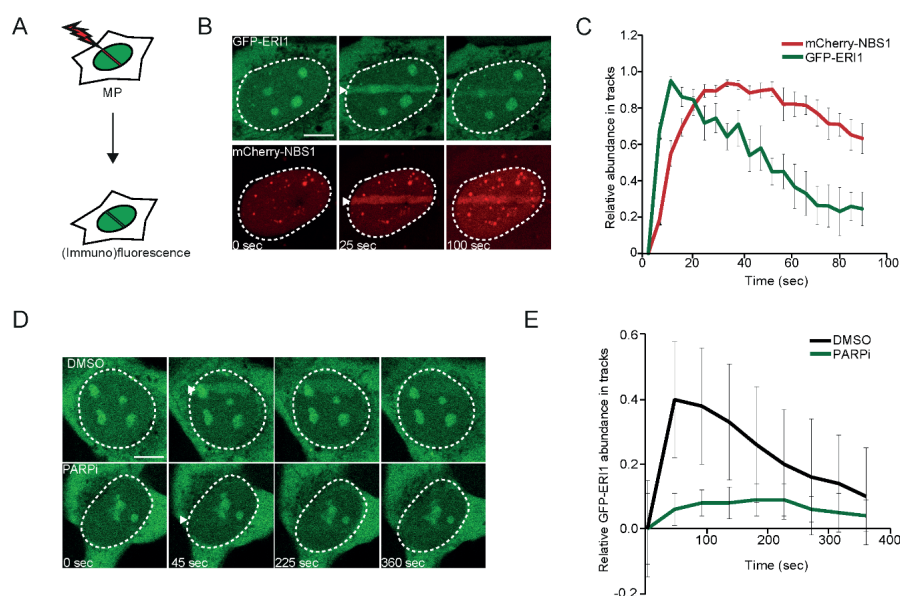 A
MP
(Immuno)fluorescence
B
GFP-ERI1
mCherry-NBS1
0 sec
25 sec
100 sec
C
mCherry-NBS1
GFP-ERI1
Relative abundance in tracks
1.2
1.0
0.8
0.6
0.4
0.2
0
0
20
40
60
80
100
Time (sec)
D
DMSO
PARPi
0 sec
45 sec
225 sec
360 sec
E
DMSO
PARPi
Relative GFP-ERI1 abundance in tracks
0.6
0.4
0.2
0.0
-0.2
100
200
300
400
Time (sec)